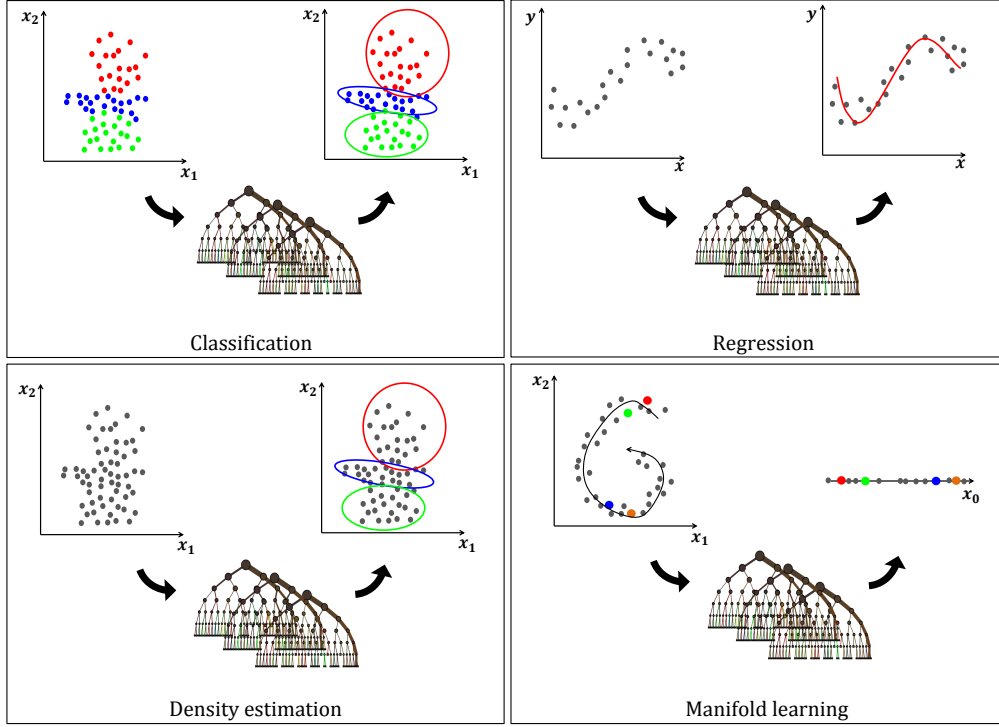 x₂
x₁
x₂
x₁
Classification
y
x
y
x
Regression
x₂
x₁
x₂
x₁
Density estimation
x₂
x₁
x₀
Manifold learning